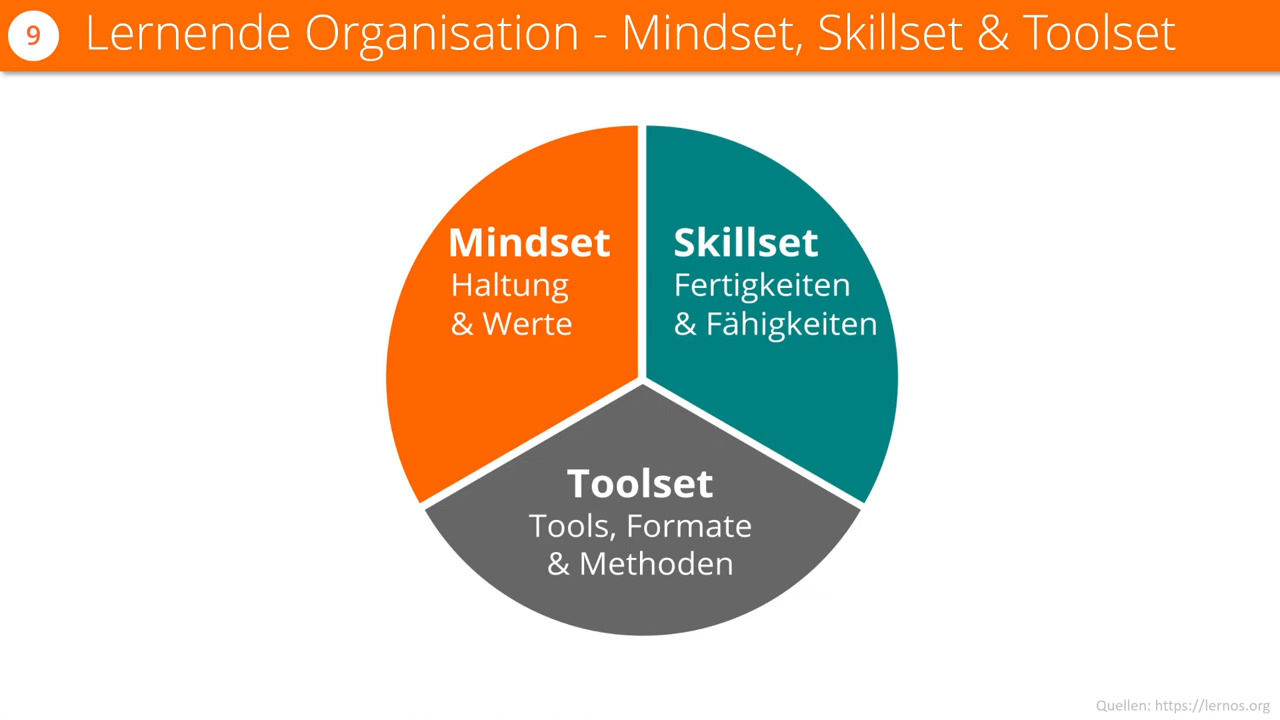 9
Lernende Organisation - Mindset, Skillset & Toolset
Mindset
Haltung
& Werte
Skillset
Fertigkeiten
& Fähigkeiten
Toolset
Tools, Formate
& Methoden
Quellen: https://lernos.org